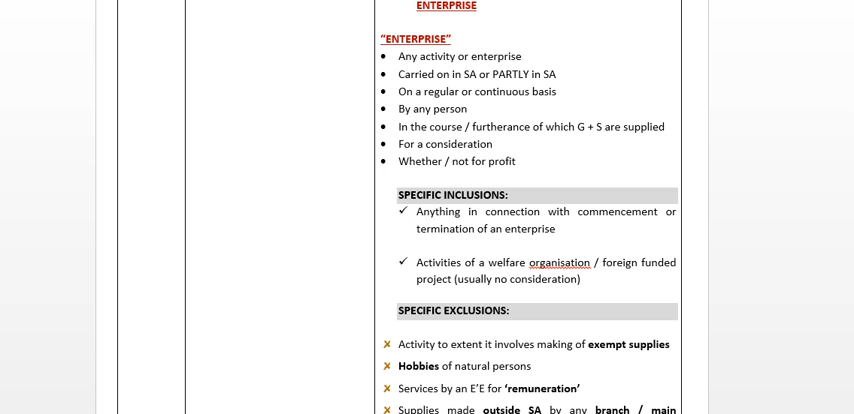 ENTERPRISE
“ENTERPRISE”
• Any activity or enterprise
• Carried on in SA or PARTLY in SA
• On a regular or continuous basis
• By any person
• In the course / furtherance of which G + S are supplied
• For a consideration
• Whether / not for profit
SPECIFIC INCLUSIONS:
✓ Anything in connection with commencement or
termination of an enterprise
✓ Activities of a welfare organisation / foreign funded
project (usually no consideration)
SPECIFIC EXCLUSIONS:
✘ Activity to extent it involves making of exempt supplies
✘ Hobbies of natural persons
✘ Services by an E’E for ‘remuneration’
✘ Supplies made outside SA by any branch / main